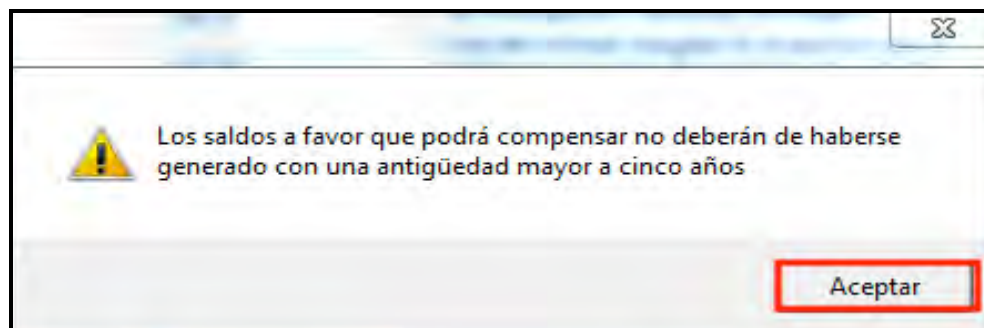 Los saldos a favor que podrá compensar no deberán de haberse
generado con una antigüedad mayor a cinco años
Aceptar